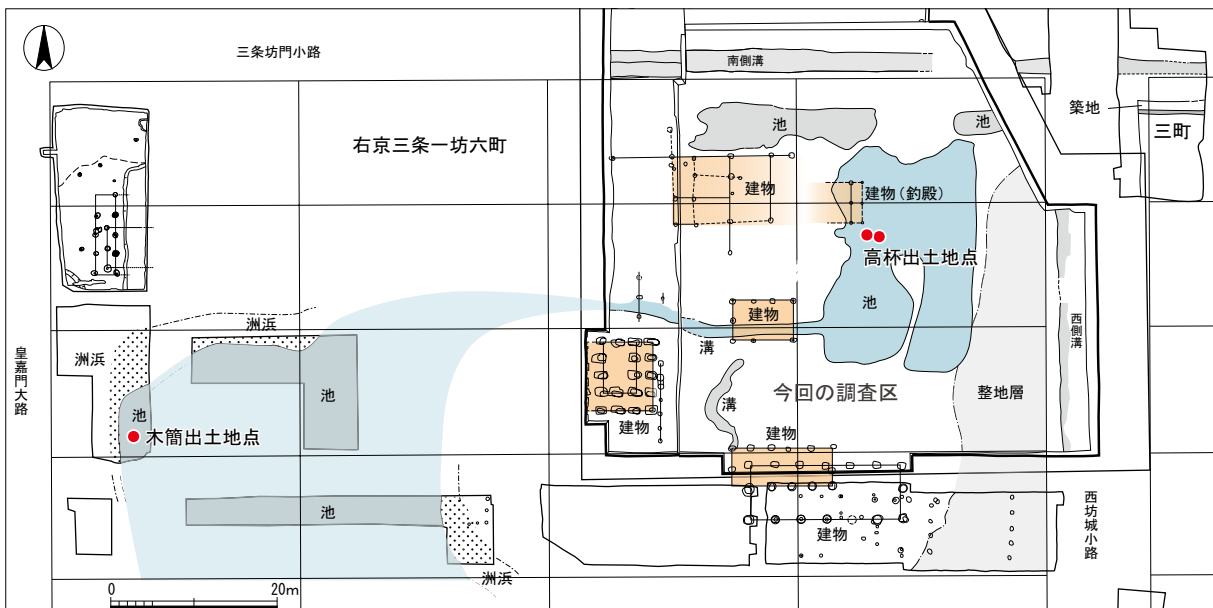 三条坊門小路
南側溝
築地
三町
池
池
右京三条一坊六町
建物
建物（釣殿）
高杯出土地点
池
建物
洲浜
洲浜
溝
西側溝
皇嘉門大路
池
池
今回の調査区
整地層
溝
建物
建物
木簡出土地点
池
建物
西坊城小路
洲浜
0 20m